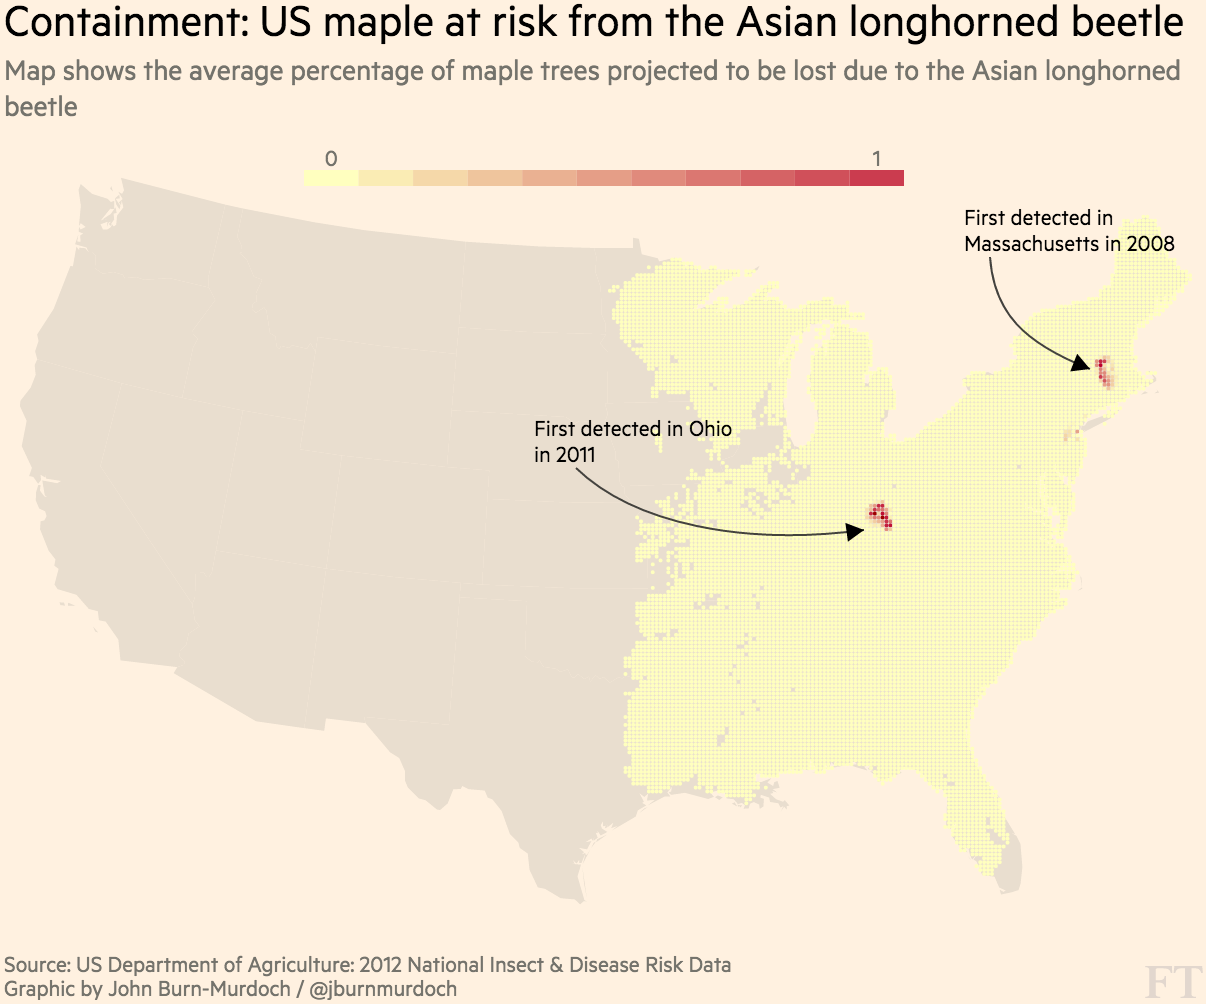 Containment: US maple at risk from the Asian longhorned beetle
Map shows the average percentage of maple trees projected to be lost due to the Asian longhorned
beetle
0 1
First detected in
Massachusetts in 2008
First detected in Ohio
in 2011
Source: US Department of Agriculture: 2012 National Insect & Disease Risk Data
Graphic by John Burn-Murdoch / @jburnmurdoch
FT